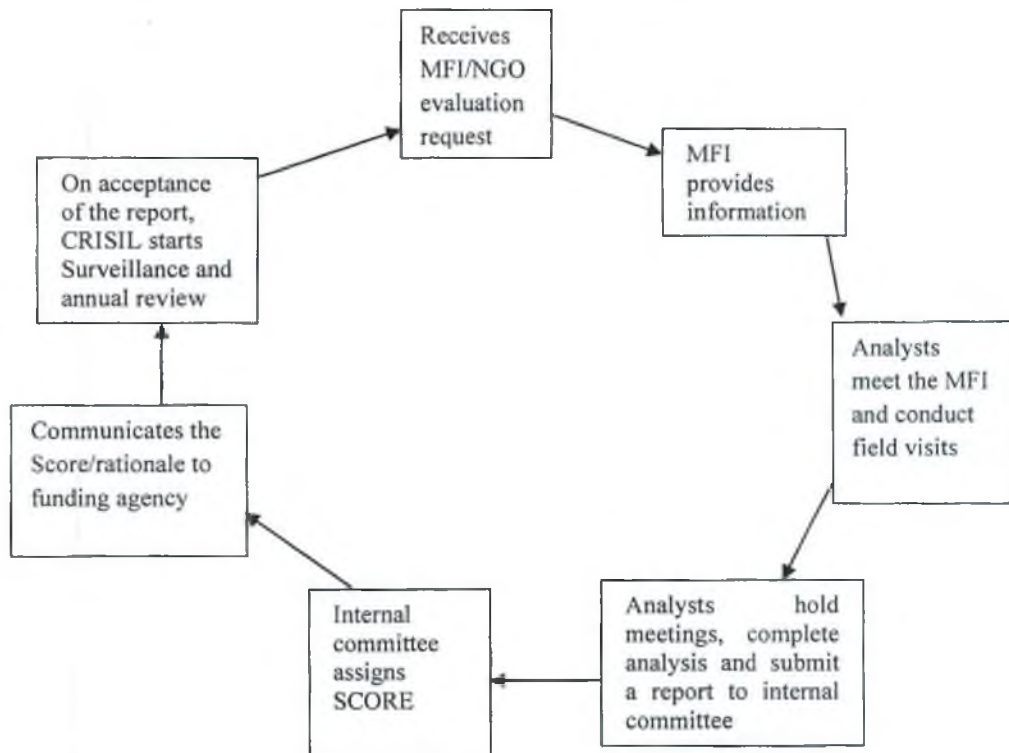 Receives
MFI/NGO
evaluation
request
MFI
provides
information
Analysts
meet the MFI
and conduct
field visits
Analysts hold
meetings, complete
analysis and submit
a report to internal
committee
Internal
committee
assigns
SCORE
Communicates the
Score/rationale to
funding agency
On acceptance
of the report,
CRISIL starts
Surveillance and
annual review